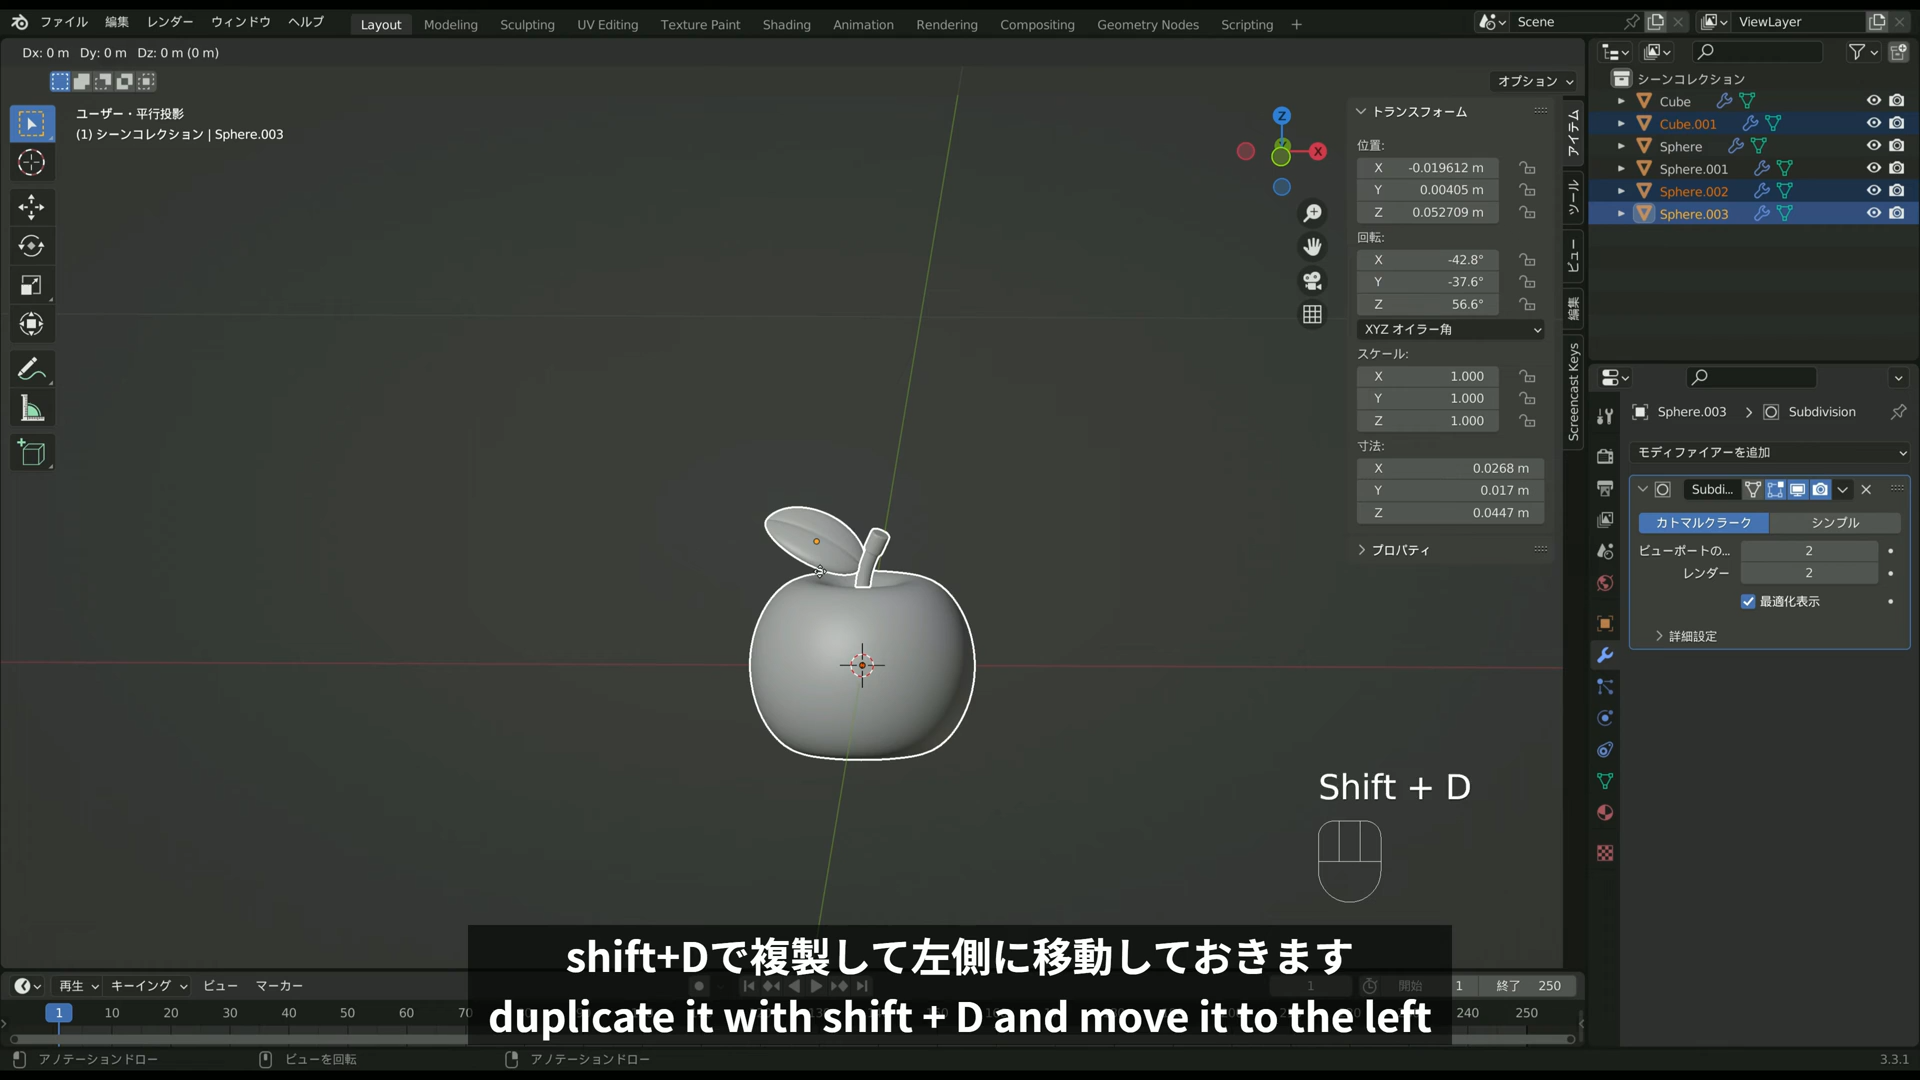 ファイル 編集 レンダー ウィンドウ ヘルプ Layout Modeling Sculpting UV Editing Texture Paint Shading Animation Rendering Compositing Geometry Nodes Scripting + Scene ViewLayer
Dx: 0 m Dy: 0 m Dz: 0 m (0 m)
オプション
ユーザー・平行投影
(1) シーンコレクション | Sphere.003
Z
X
トランスフォーム
位置:
X -0.019612 m
Y 0.00405 m
Z 0.052709 m
回転:
X -42.8°
Y -37.6°
Z 56.6°
XYZ オイラー角
スケール:
X 1.000
Y 1.000
Z 1.000
寸法:
X 0.0268 m
Y 0.017 m
Z 0.0447 m
プロパティ
アイテム
ツール
ビュー
編集
Screencast Keys
シーンコレクション
Cube
Cube.001
Sphere
Sphere.001
Sphere.002
Sphere.003
Sphere.003 > Subdivision
モディファイアーを追加
Subdi...
カトマルクラーク シンプル
ビューポートの... 2
レンダー 2
最適化表示
詳細設定
Shift + D
shift+Dで複製して左側に移動しておきます
duplicate it with shift + D and move it to the left
再生 キーイング ビュー マーカー 1 開始 1 終了 250
1 10 20 30 40 50 60 70 240 250
アノテーションドロー ビューを回転 アノテーションドロー 3.3.1